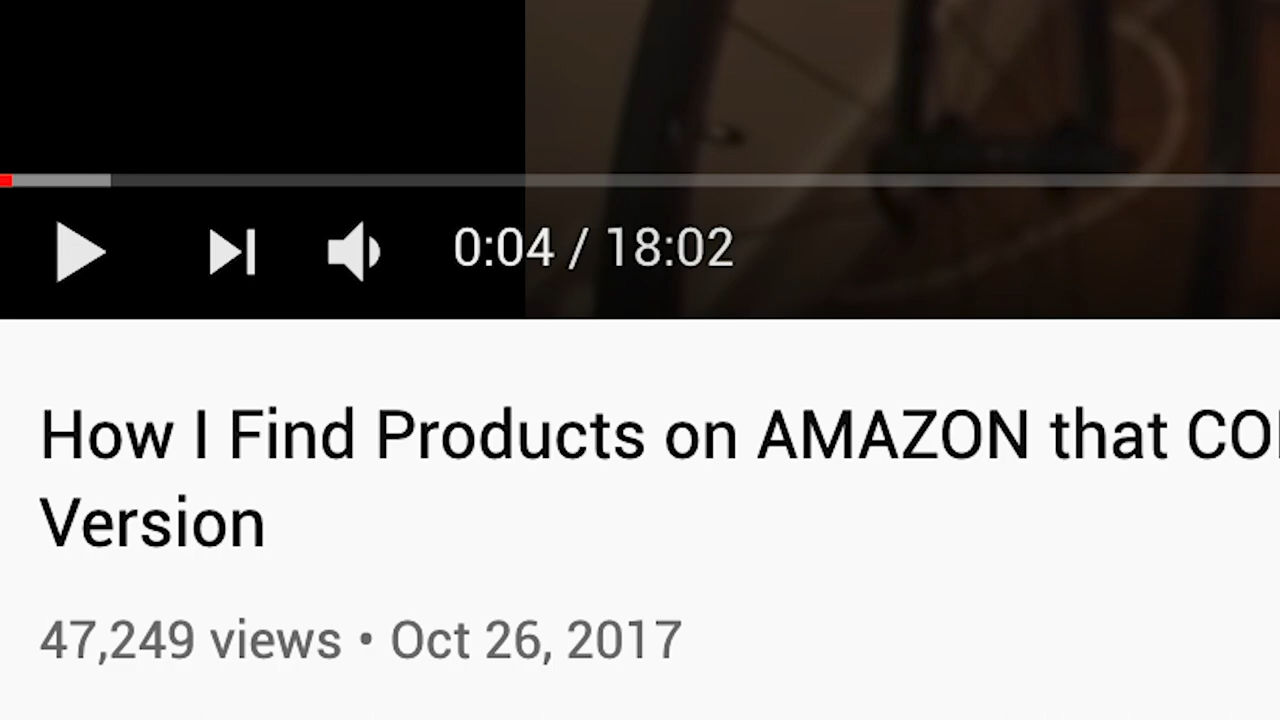 0:04 / 18:02
How I Find Products on AMAZON that
Version
47,249 views • Oct 26, 2017